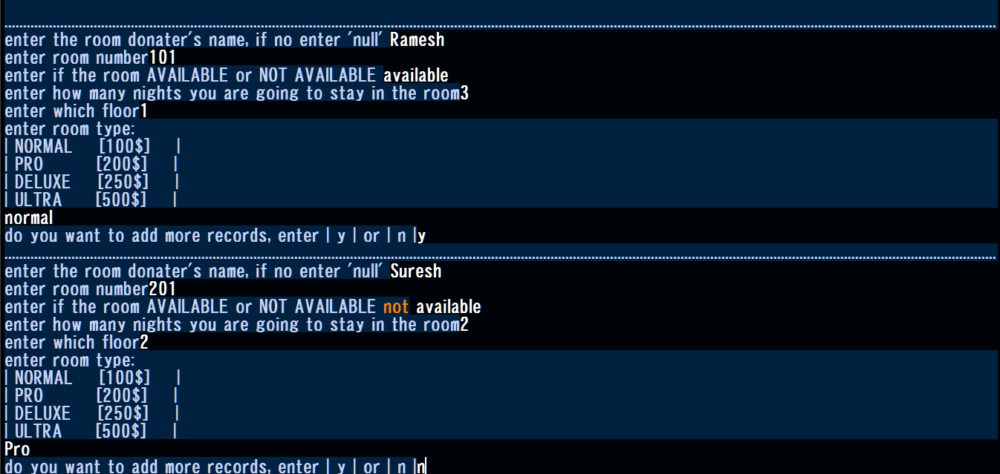 enter the room donater's name, if no enter 'null' Ramesh
enter room number101
enter if the room AVAILABLE or NOT AVAILABLE available
enter how many nights you are going to stay in the room3
enter which floor1
enter room type:
| NORMAL [100$] |
| PRO [200$] |
| DELUXE [250$] |
| ULTRA [500$] |
normal
do you want to add more records, enter | y | or | n |y
enter the room donater's name, if no enter 'null' Suresh
enter room number201
enter if the room AVAILABLE or NOT AVAILABLE not available
enter how many nights you are going to stay in the room2
enter which floor2
enter room type:
| NORMAL [100$] |
| PRO [200$] |
| DELUXE [250$] |
| ULTRA [500$] |
Pro
do you want to add more records, enter | y | or | n |n